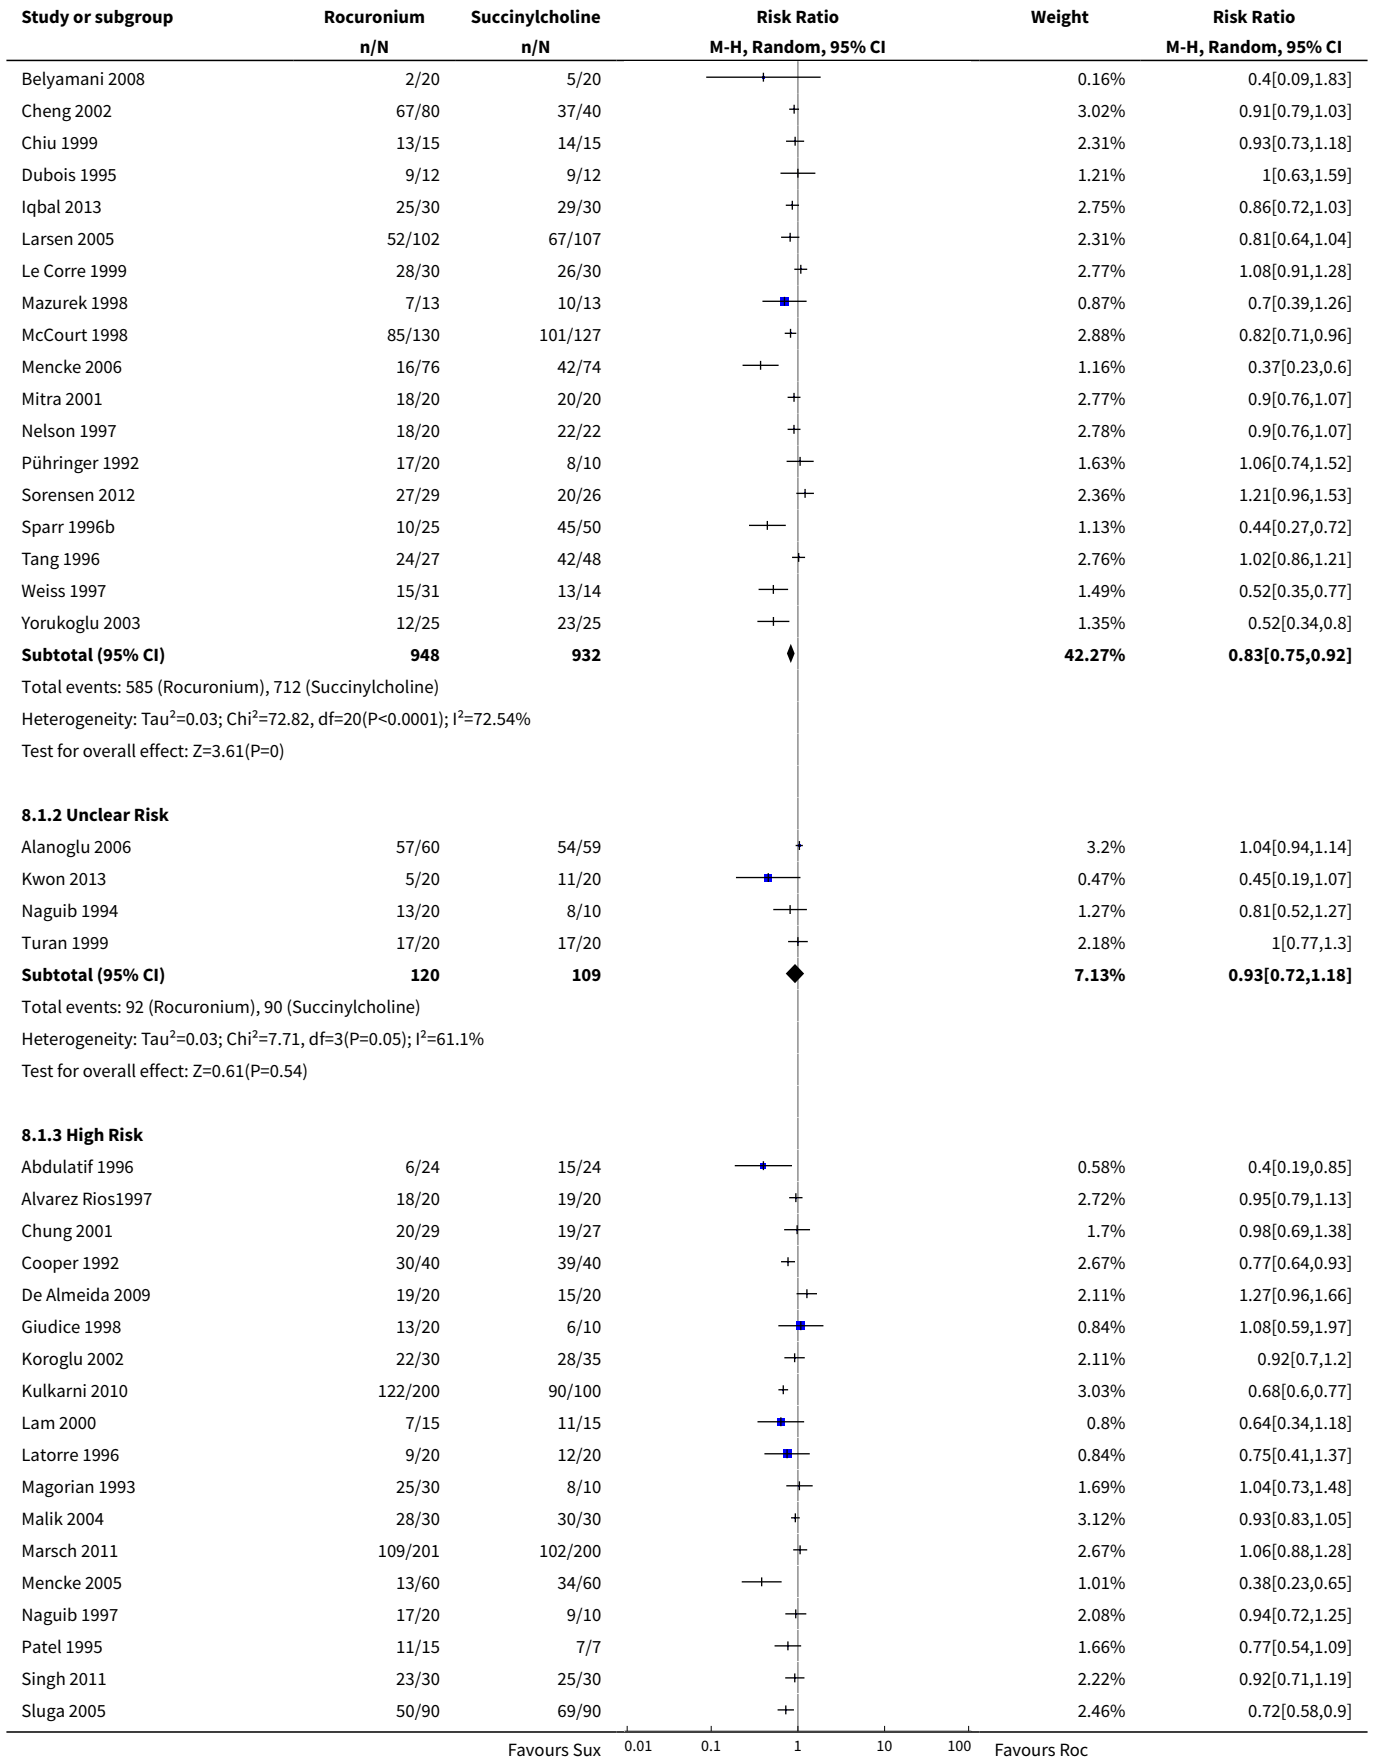 Study or subgroup Rocuronium Succinylcholine Risk Ratio Weight Risk Ratio
n/N n/N M-H, Random, 95% CI M-H, Random, 95% CI
Belyamani 2008 2/20 5/20 0.16% 0.4[0.09,1.83]
Cheng 2002 67/80 37/40 3.02% 0.91[0.79,1.03]
Chiu 1999 13/15 14/15 2.31% 0.93[0.73,1.18]
Dubois 1995 9/12 9/12 1.21% 1[0.63,1.59]
Iqbal 2013 25/30 29/30 2.75% 0.86[0.72,1.03]
Larsen 2005 52/102 67/107 2.31% 0.81[0.64,1.04]
Le Corre 1999 28/30 26/30 2.77% 1.08[0.91,1.28]
Mazurek 1998 7/13 10/13 0.87% 0.7[0.39,1.26]
McCourt 1998 85/130 101/127 2.88% 0.82[0.71,0.96]
Mencke 2006 16/76 42/74 1.16% 0.37[0.23,0.6]
Mitra 2001 18/20 20/20 2.77% 0.9[0.76,1.07]
Nelson 1997 18/20 22/22 2.78% 0.9[0.76,1.07]
Pühringer 1992 17/20 8/10 1.63% 1.06[0.74,1.52]
Sorensen 2012 27/29 20/26 2.36% 1.21[0.96,1.53]
Sparr 1996b 10/25 45/50 1.13% 0.44[0.27,0.72]
Tang 1996 24/27 42/48 2.76% 1.02[0.86,1.21]
Weiss 1997 15/31 13/14 1.49% 0.52[0.35,0.77]
Yorukoglu 2003 12/25 23/25 1.35% 0.52[0.34,0.8]
Subtotal (95% CI) 948 932 42.27% 0.83[0.75,0.92]
Total events: 585 (Rocuronium), 712 (Succinylcholine)
Heterogeneity: Tau²=0.03; Chi²=72.82, df=20(P<0.0001); I²=72.54%
Test for overall effect: Z=3.61(P=0)
8.1.2 Unclear Risk
Alanoglu 2006 57/60 54/59 3.2% 1.04[0.94,1.14]
Kwon 2013 5/20 11/20 0.47% 0.45[0.19,1.07]
Naguib 1994 13/20 8/10 1.27% 0.81[0.52,1.27]
Turan 1999 17/20 17/20 2.18% 1[0.77,1.3]
Subtotal (95% CI) 120 109 7.13% 0.93[0.72,1.18]
Total events: 92 (Rocuronium), 90 (Succinylcholine)
Heterogeneity: Tau²=0.03; Chi²=7.71, df=3(P=0.05); I²=61.1%
Test for overall effect: Z=0.61(P=0.54)
8.1.3 High Risk
Abdulatif 1996 6/24 15/24 0.58% 0.4[0.19,0.85]
Alvarez Rios1997 18/20 19/20 2.72% 0.95[0.79,1.13]
Chung 2001 20/29 19/27 1.7% 0.98[0.69,1.38]
Cooper 1992 30/40 39/40 2.67% 0.77[0.64,0.93]
De Almeida 2009 19/20 15/20 2.11% 1.27[0.96,1.66]
Giudice 1998 13/20 6/10 0.84% 1.08[0.59,1.97]
Koroglu 2002 22/30 28/35 2.11% 0.92[0.7,1.2]
Kulkarni 2010 122/200 90/100 3.03% 0.68[0.6,0.77]
Lam 2000 7/15 11/15 0.8% 0.64[0.34,1.18]
Latorre 1996 9/20 12/20 0.84% 0.75[0.41,1.37]
Magorian 1993 25/30 8/10 1.69% 1.04[0.73,1.48]
Malik 2004 28/30 30/30 3.12% 0.93[0.83,1.05]
Marsch 2011 109/201 102/200 2.67% 1.06[0.88,1.28]
Mencke 2005 13/60 34/60 1.01% 0.38[0.23,0.65]
Naguib 1997 17/20 9/10 2.08% 0.94[0.72,1.25]
Patel 1995 11/15 7/7 1.66% 0.77[0.54,1.09]
Singh 2011 23/30 25/30 2.22% 0.92[0.71,1.19]
Sluga 2005 50/90 69/90 2.46% 0.72[0.58,0.9]
Favours Sux 0.01 0.1 1 10 100 Favours Roc